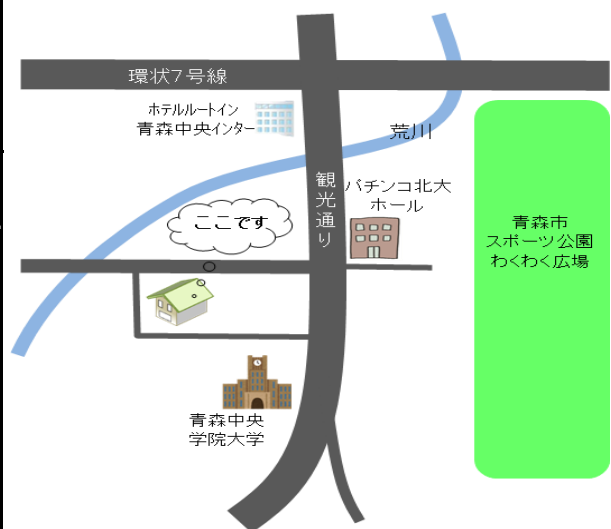 環状7号線
ホテルルートイン
青森中央インター
荒川
観光通り
パチンコ北大
ホール
ここです
青森市
スポーツ公園
わくわく広場
青森中央
学院大学